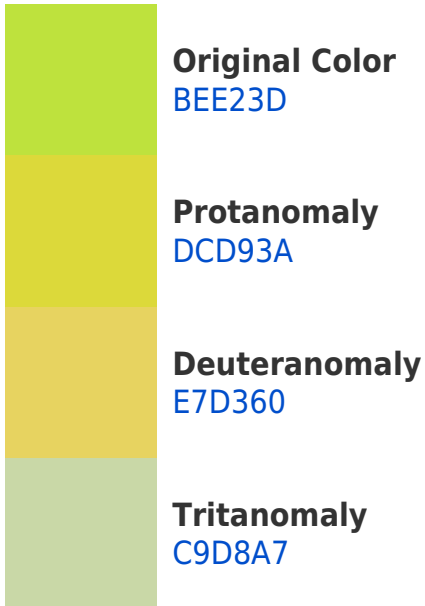 Original Color
BEE23D
Protanomaly
DCD93A
Deuteranomaly
E7D360
Tritanomaly
C9D8A7